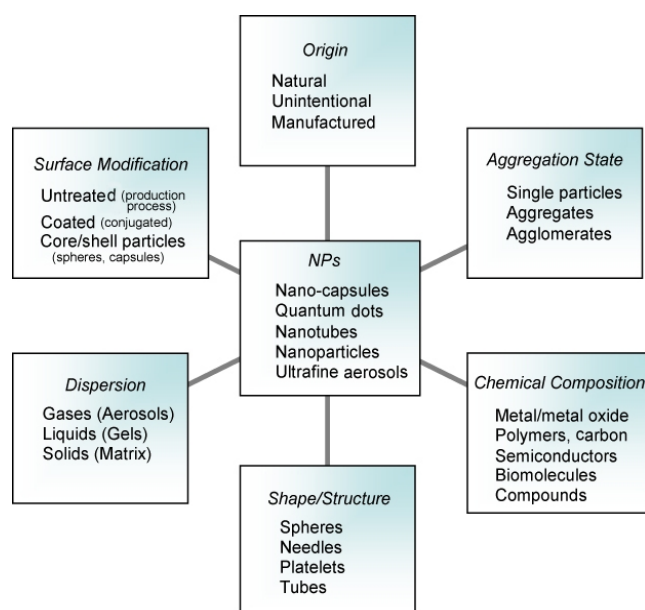 Origin
Natural
Unintentional
Manufactured
Surface Modification
Untreated (production
process)
Coated (conjugated)
Core/shell particles
(spheres, capsules)
Aggregation State
Single particles
Aggregates
Agglomerates
NPs
Nano-capsules
Quantum dots
Nanotubes
Nanoparticles
Ultrafine aerosols
Dispersion
Gases (Aerosols)
Liquids (Gels)
Solids (Matrix)
Chemical Composition
Metal/metal oxide
Polymers, carbon
Semiconductors
Biomolecules
Compounds
Shape/Structure
Spheres
Needles
Platelets
Tubes